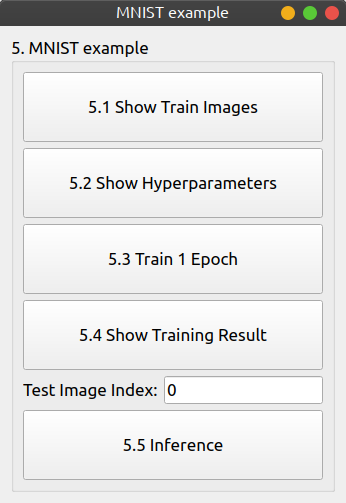 MNIST example
5. MNIST example
5.1 Show Train Images
5.2 Show Hyperparameters
5.3 Train 1 Epoch
5.4 Show Training Result
Test Image Index: 0
5.5 Inference